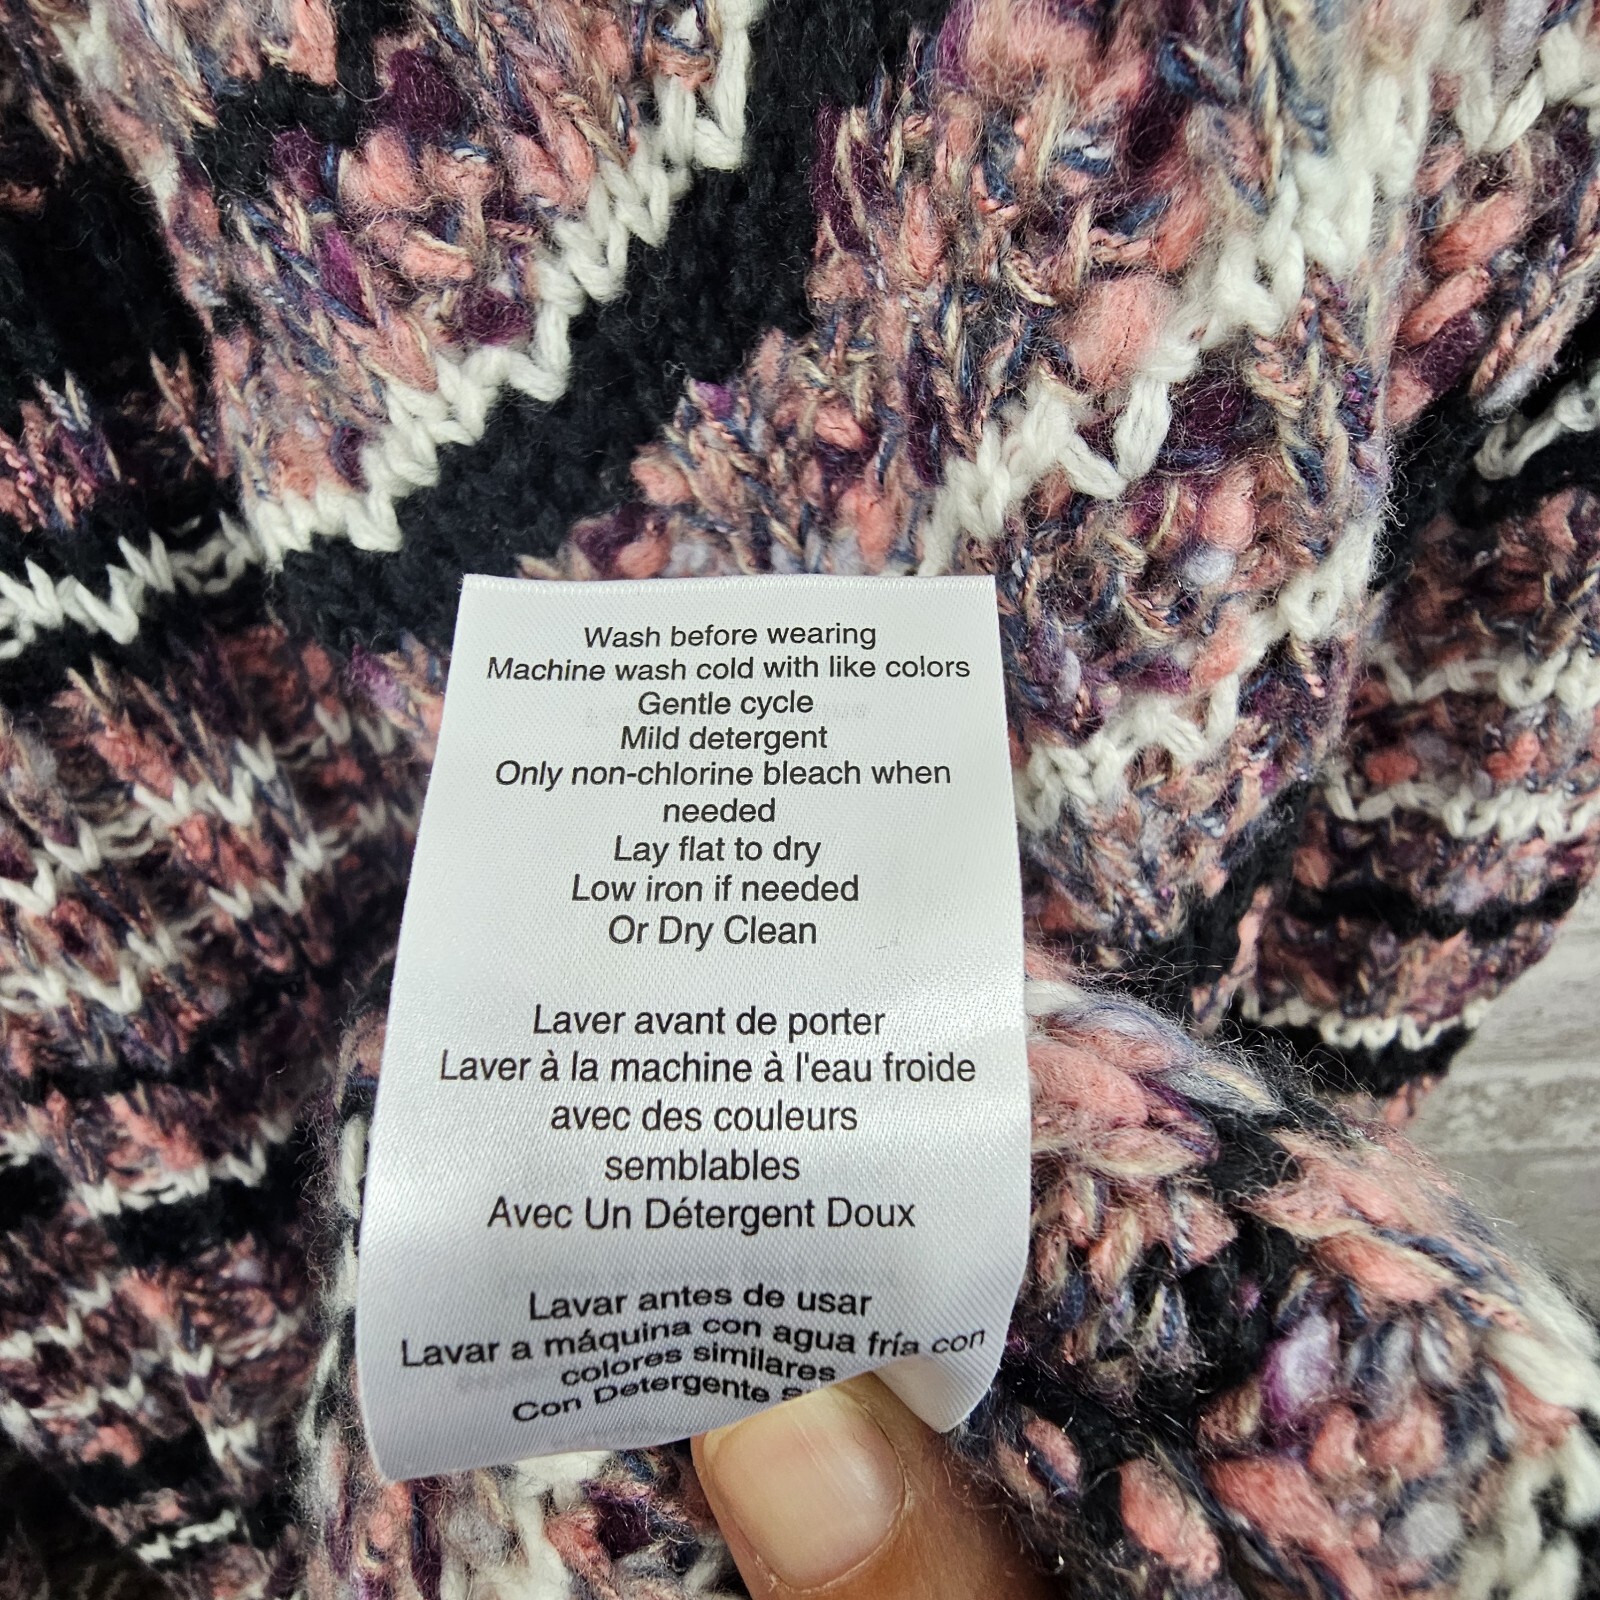 Wash before wearing
Machine wash cold with like colors
Gentle cycle
Mild detergent
Only non-chlorine bleach when
needed
Lay flat to dry
Low iron if needed
Or Dry Clean
Laver avant de porter
Laver à la machine à l'eau froide
avec des couleurs
semblables
Avec Un Détergent Doux
Lavar antes de usar
Lavar a máquina con agua fría con
colores similares
Con Detergente